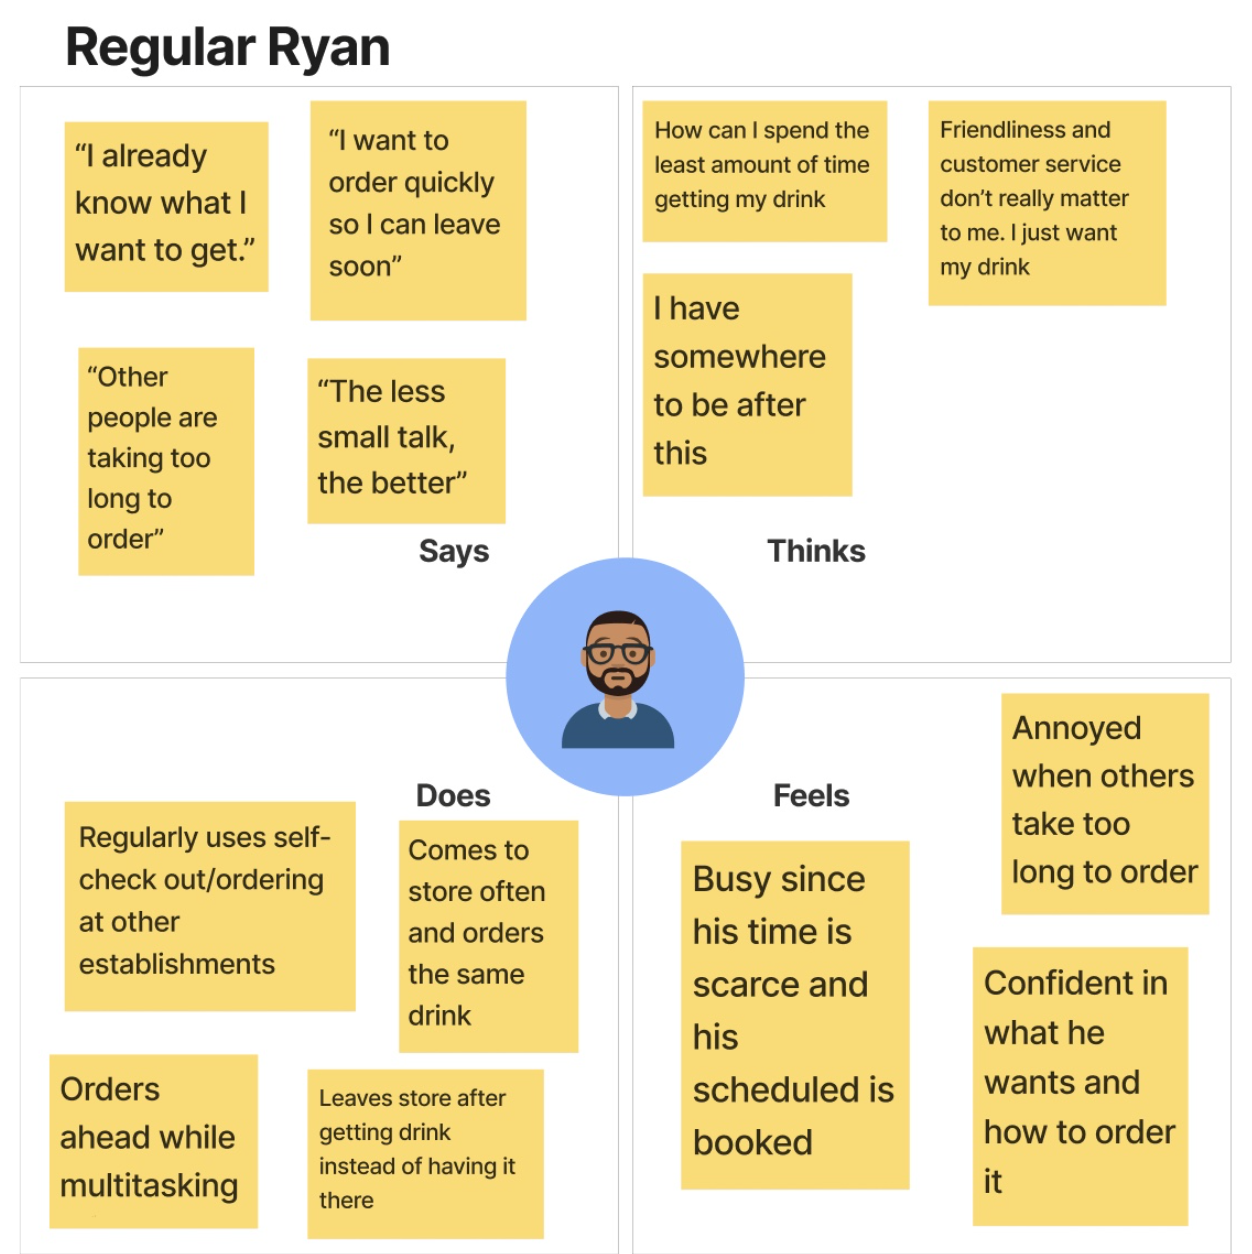 Regular Ryan
“I already
know what I
want to get.”
“I want to
order quickly
so I can leave
soon”
“Other
people are
taking too
long to
order”
“The less
small talk,
the better”
Says
How can I spend the
least amount of time
getting my drink
Friendliness and
customer service
don’t really matter
to me. I just want
my drink
I have
somewhere
to be after
this
Thinks
Does
Regularly uses self-
check out/ordering
at other
establishments
Comes to
store often
and orders
the same
drink
Orders
ahead while
multitasking
Leaves store after
getting drink
instead of having it
there
Feels
Annoyed
when others
take too
long to order
Busy since
his time is
scarce and
his
scheduled is
booked
Confident in
what he
wants and
how to order
it